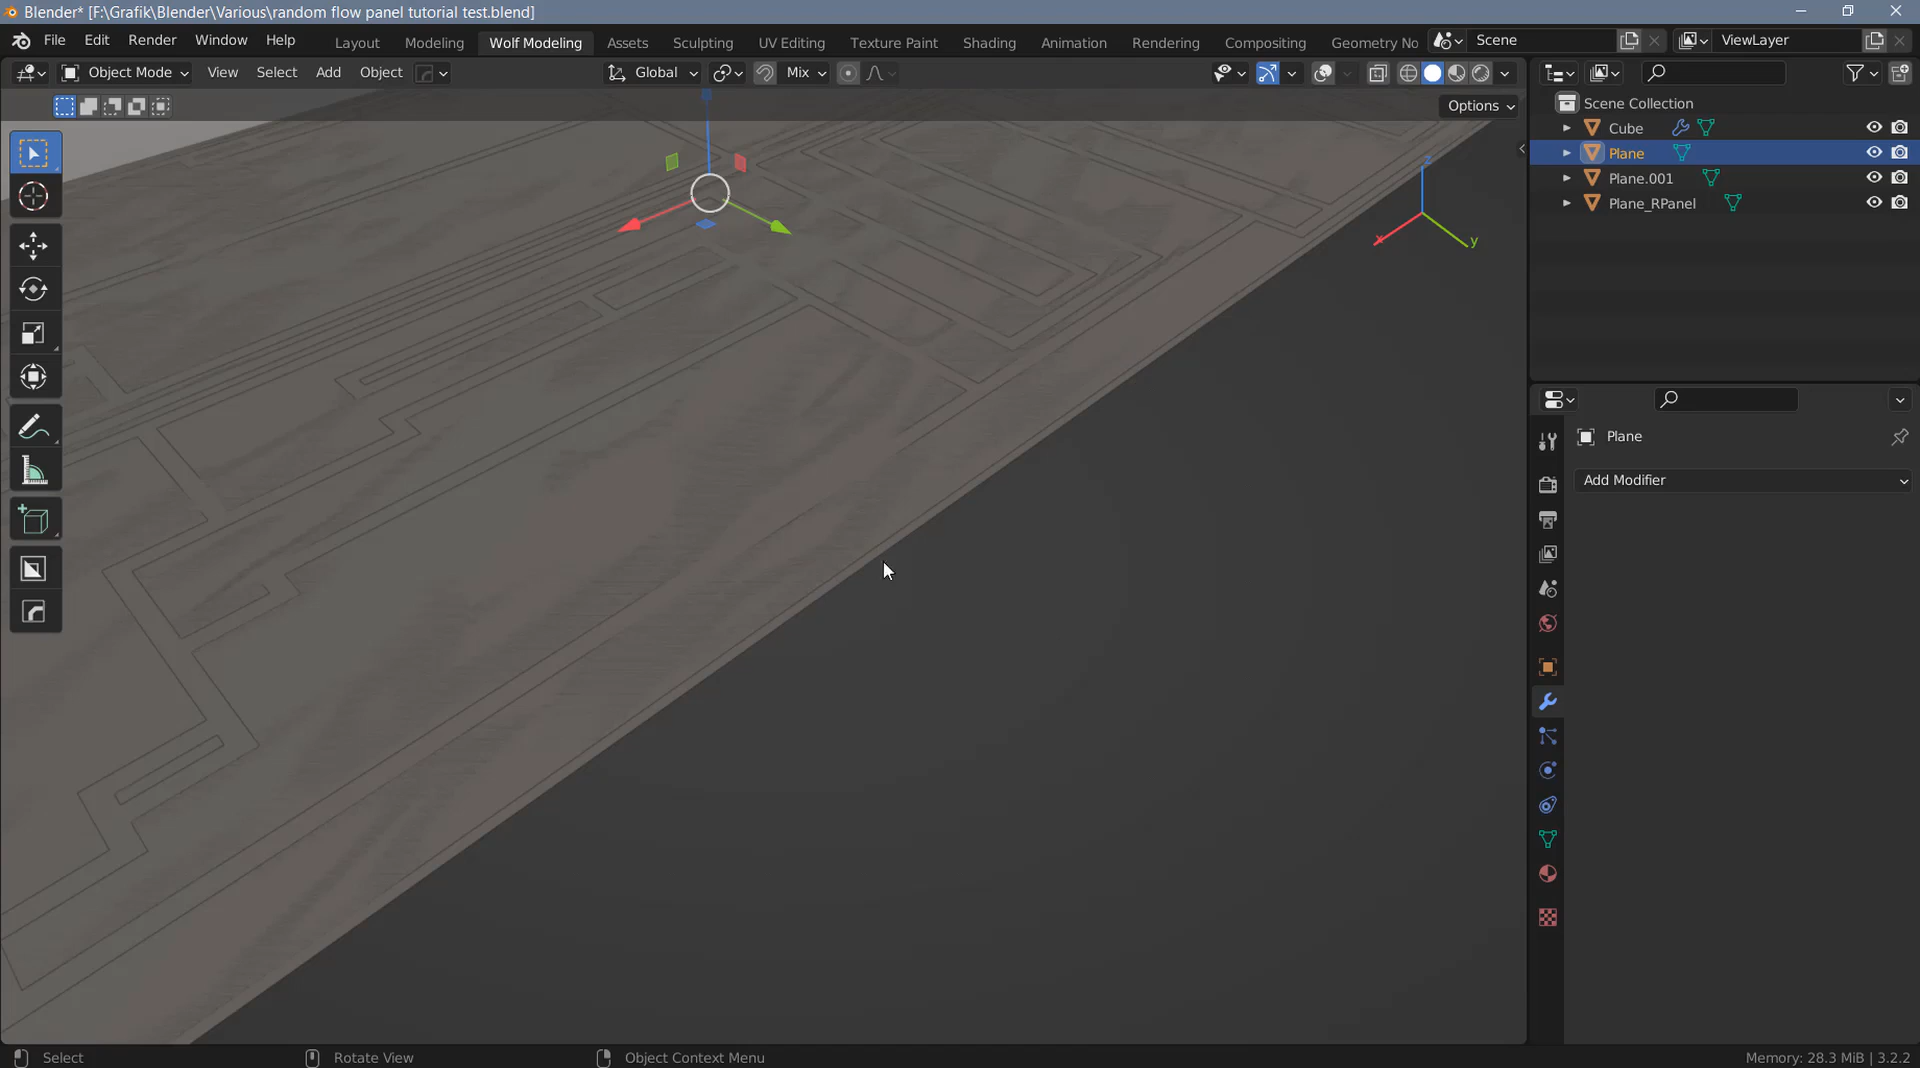 Blender* [F:\Grafik\Blender\Various\random flow panel tutorial test.blend]
File Edit Render Window Help Layout Modeling Wolf Modeling Assets Sculpting UV Editing Texture Paint Shading Animation Rendering Compositing Geometry No Scene ViewLayer
Object Mode View Select Add Object Global Mix
Options
Scene Collection
Cube
Plane
Plane.001
Plane_RPanel
z
x
y
Plane
Add Modifier
Select Rotate View Object Context Menu Memory: 28.3 MiB | 3.2.2